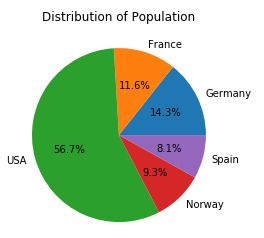 Distribution of Population
France
11.6%
Germany
14.3%
USA
56.7%
8.1%
Spain
9.3%
Norway